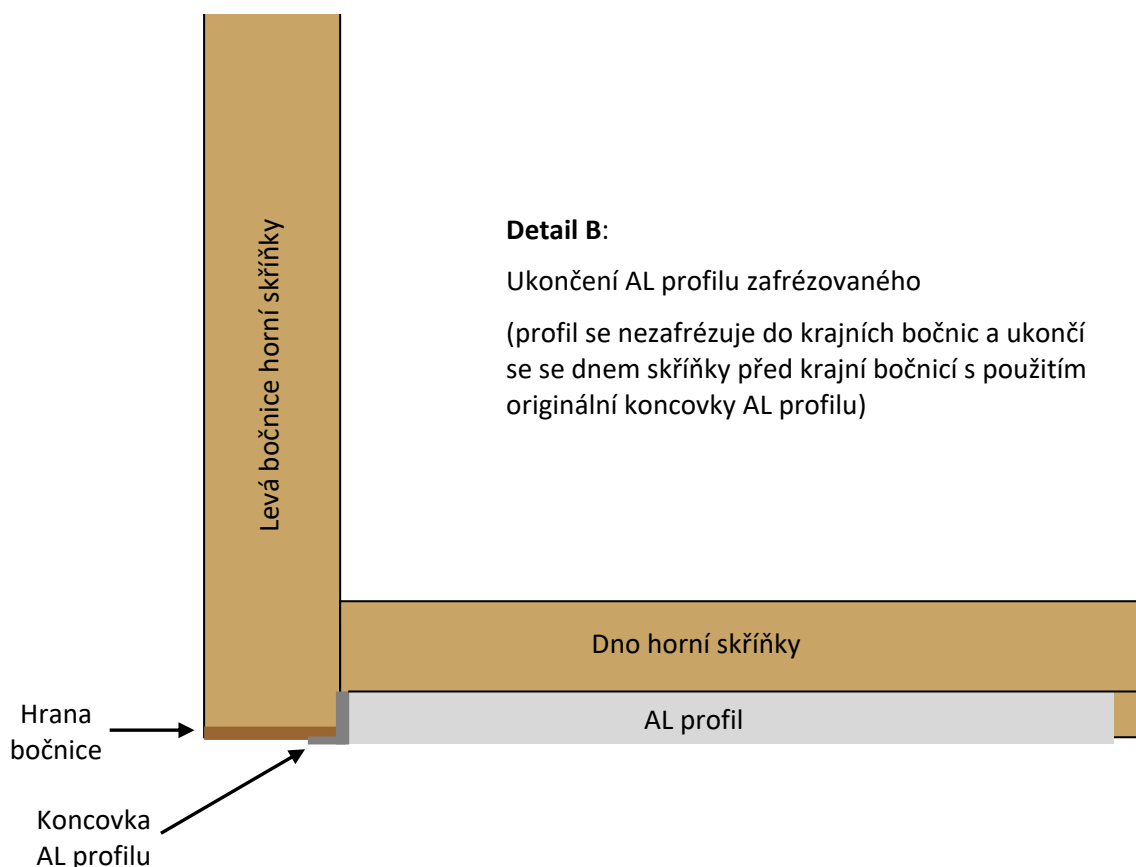 Levá bočnice horní skříňky
Detail B:
Ukončení AL profilu zafrézovaného
(profil se nezafrézuje do krajních bočnic a ukončí
se se dnem skříňky před krajní bočnicí s použitím
originální koncovky AL profilu)
Dno horní skříňky
AL profil
Hrana
bočnice
Koncovka
AL profilu